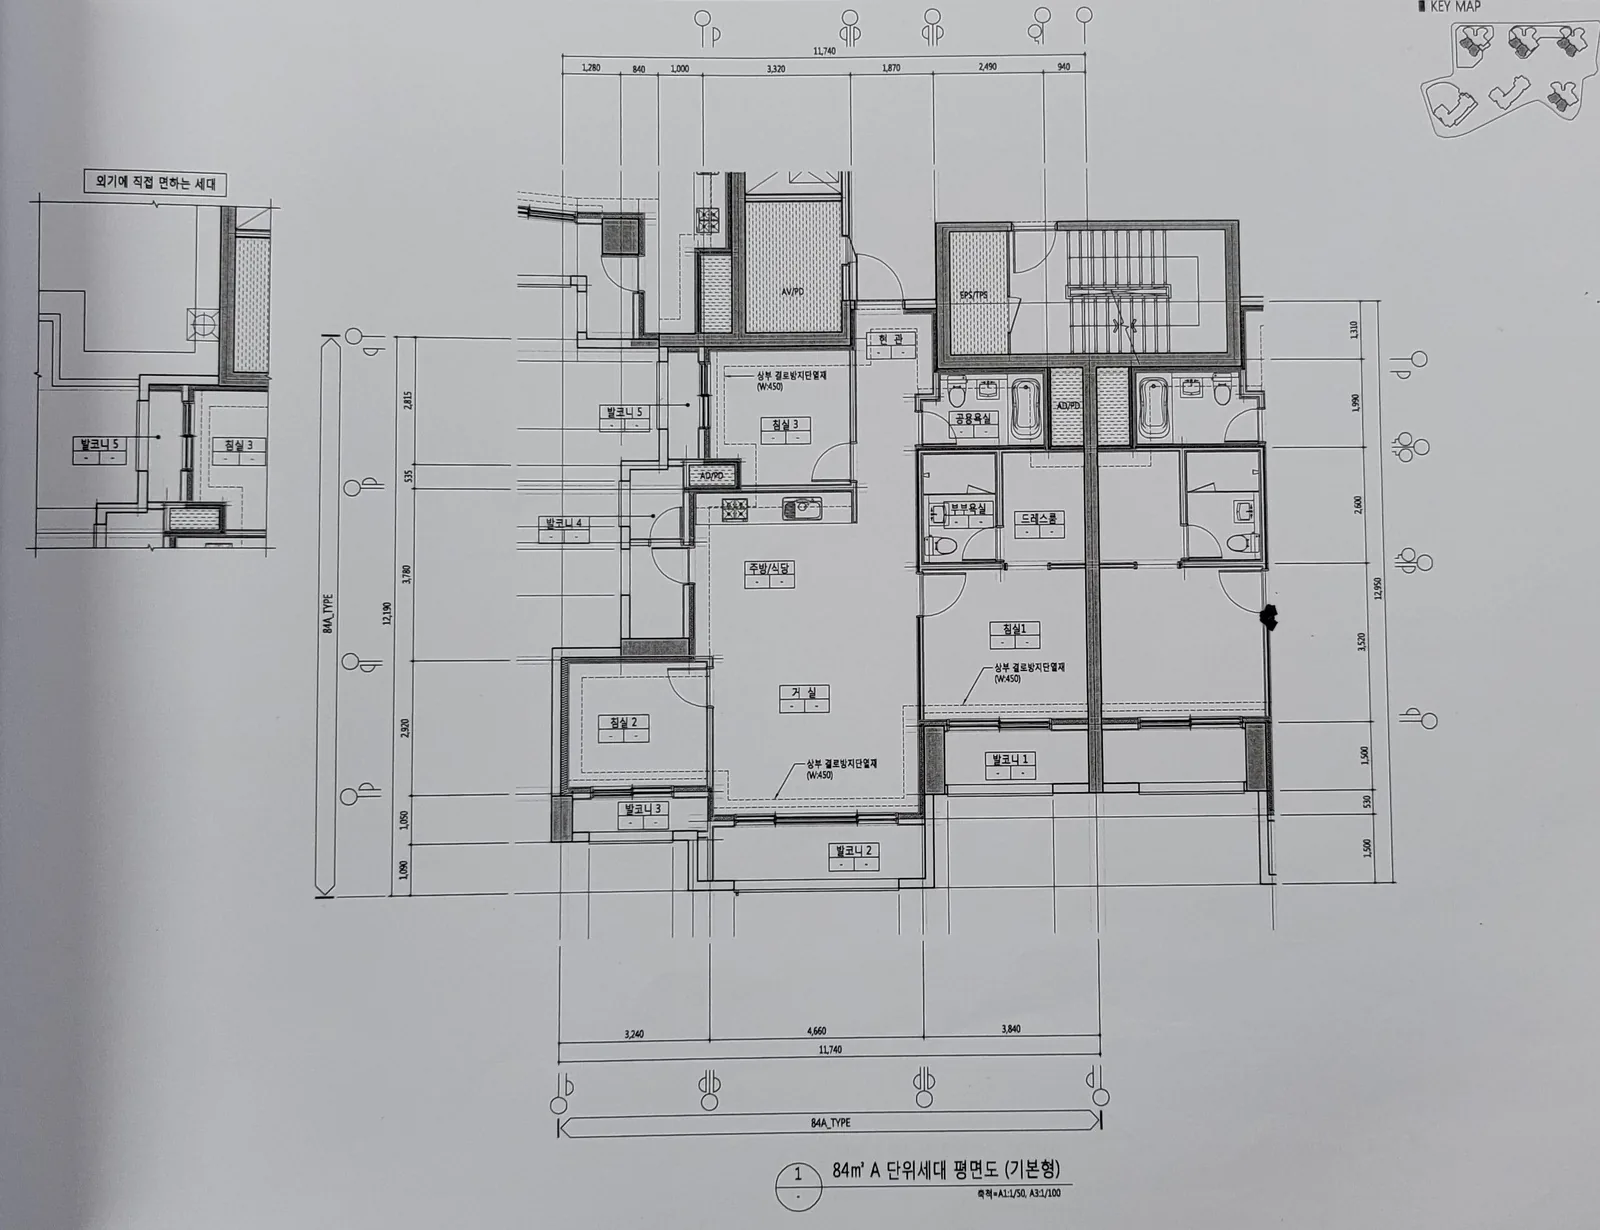 KEY MAP
11,740
1,280
840
1,000
3,320
1,870
2,490
940
외기에 직접 면하는 세대
발코니 5
- -
침실 3
- -
AV/PD
EPS/TPS
현 관
- -
상부 결로방지단열재
(W:450)
발코니 5
- -
침실 3
- -
공용욕실
- -
AD/PD
AD/PD
발코니 4
- -
부부욕실
- -
드레스룸
- -
주방/식당
- -
침실1
- -
상부 결로방지단열재
(W:450)
거 실
- -
침실 2
- -
상부 결로방지단열재
(W:450)
발코니 1
- -
발코니 3
- -
발코니 2
- -
84A_TYPE
12,190
2,815
535
3,780
2,920
1,050
1,090
1,310
1,990
2,600
3,520
1,500
530
1,500
12,950
3,240
4,660
3,840
11,740
84A_TYPE
1
-
84㎡ A 단위세대 평면도 (기본형)
축척=A1:1/50, A3:1/100